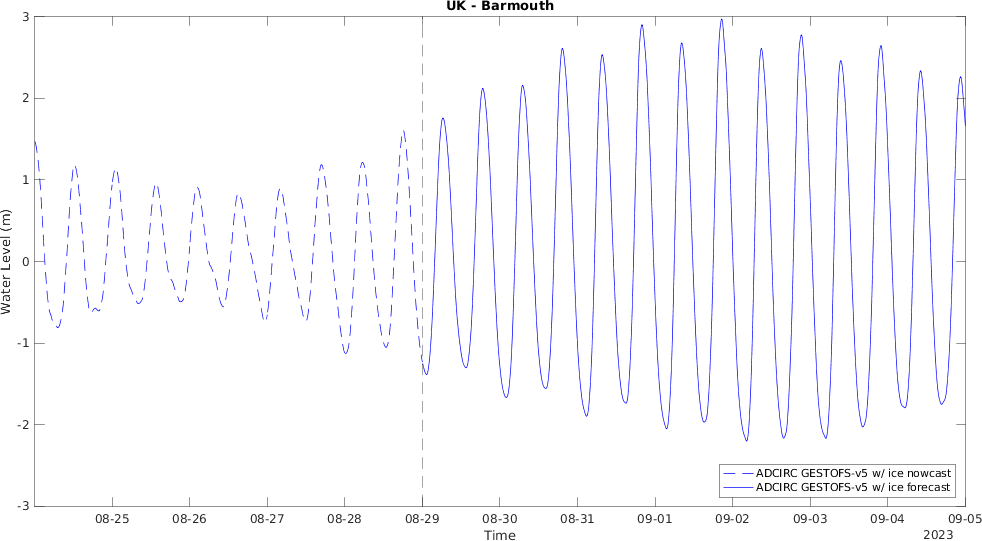 UK - Barmouth
3
2
1
0
-1
-2
-3
Water Level (m)
08-25 08-26 08-27 08-28 08-29 08-30 08-31 09-01 09-02 09-03 09-04 09-05
Time
2023
ADCIRC GESTOFS-v5 w/ ice nowcast
ADCIRC GESTOFS-v5 w/ ice forecast